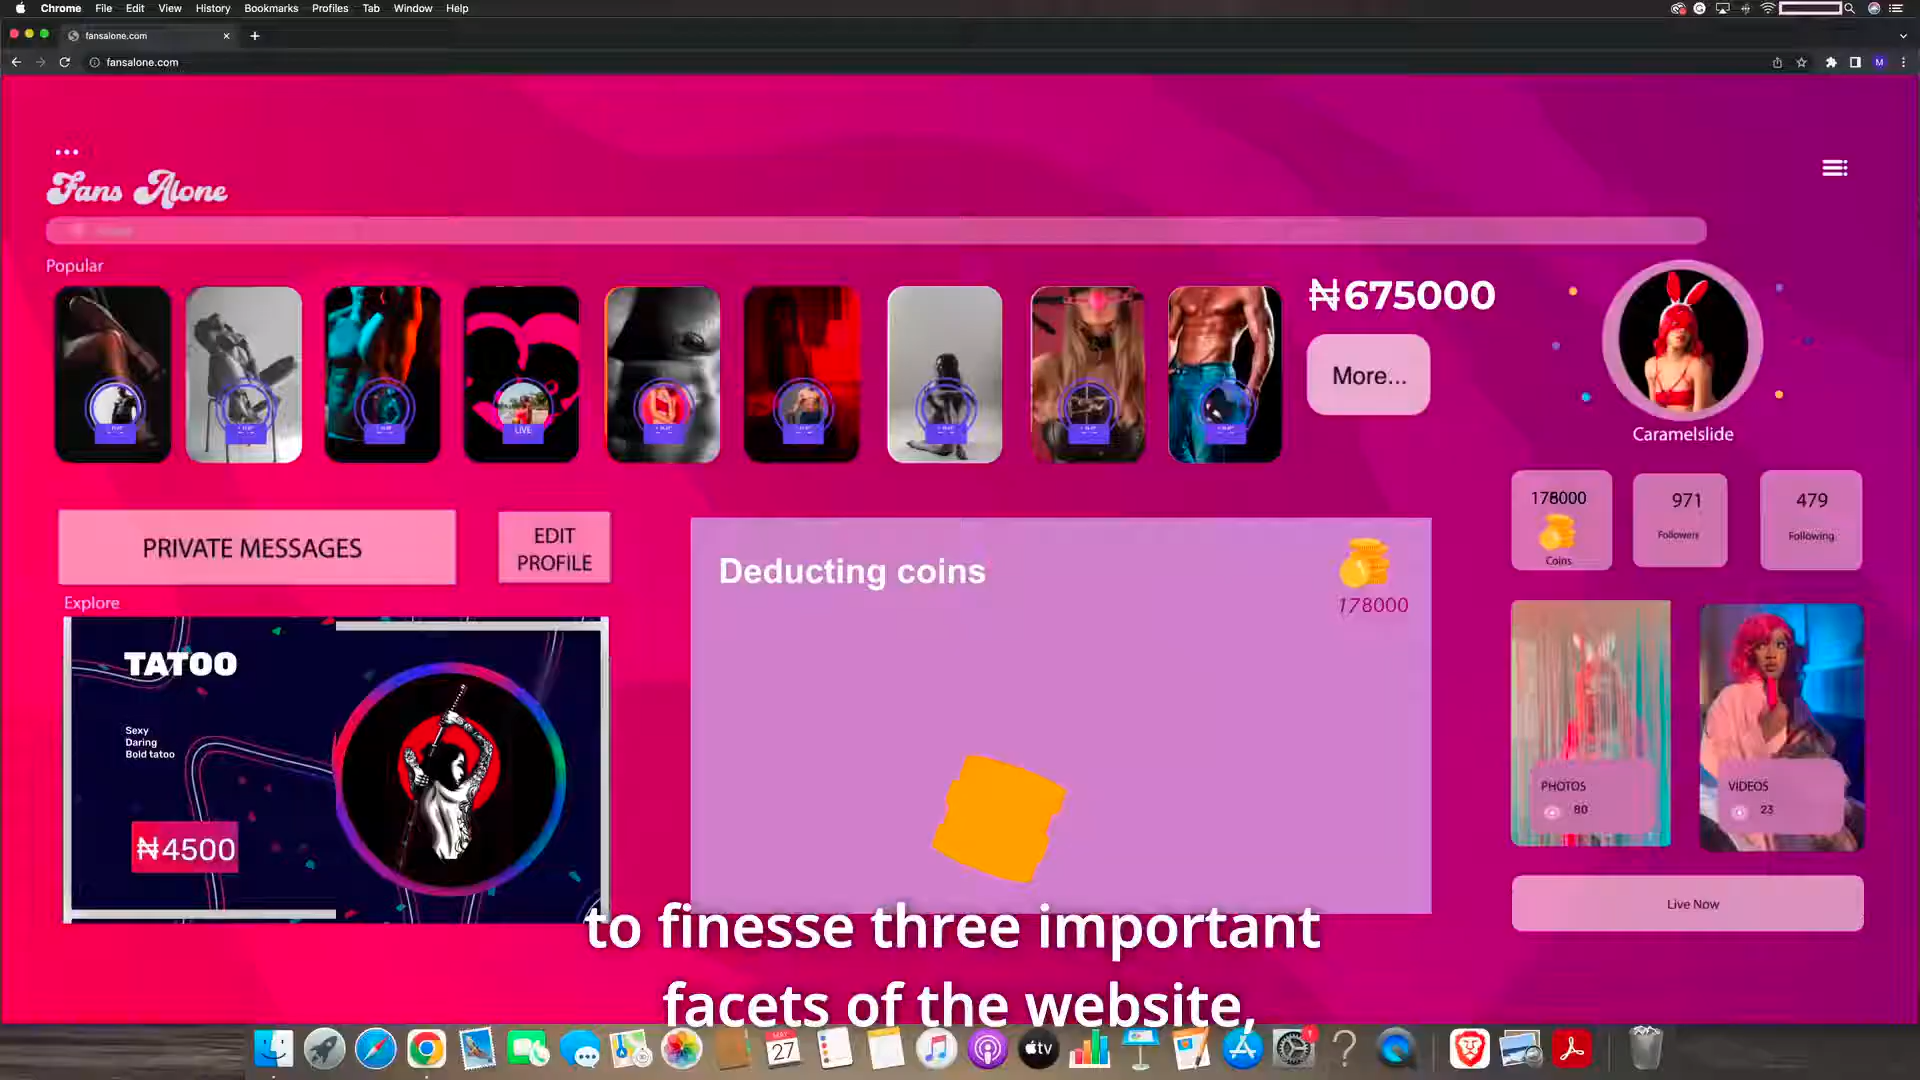 Chrome File Edit View History Bookmarks Profiles Tab Window Help
fansalone.com
fansalone.com
M
Fans Alone
Popular
LIVE
₦675000
More...
Caramelslide
178000
Coins
971
Followers
479
Following
PRIVATE MESSAGES
EDIT
PROFILE
Deducting coins
178000
Explore
TATOO
Sexy
Daring
Bold tatoo
₦4500
PHOTOS
80
VIDEOS
23
Live Now
to finesse three important
facets of the website,
MAY
27
tv